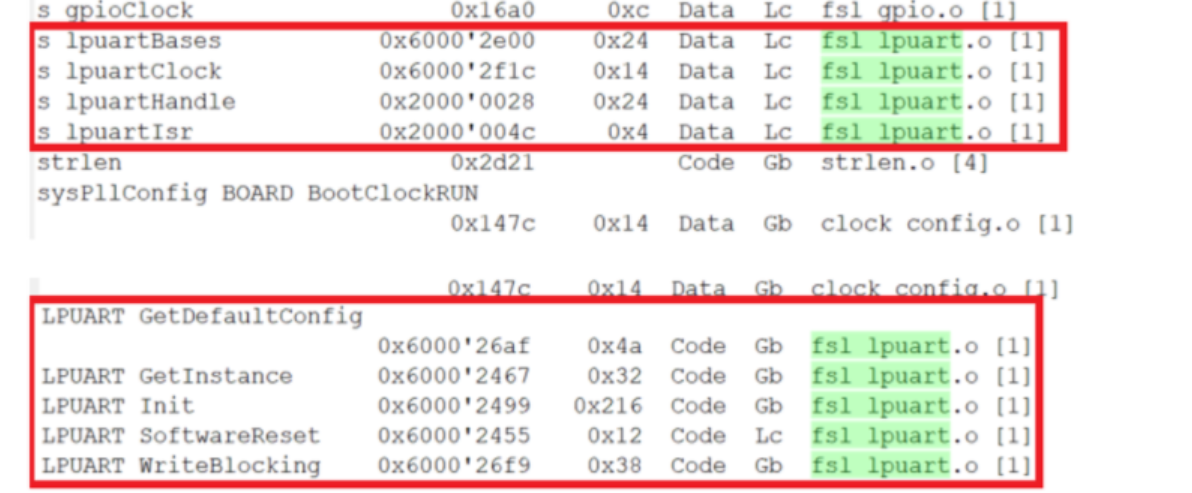 s gpioClock 0x16a0 0xc Data Lc fsl gpio.o [1]
s lpuartBases 0x6000'2e00 0x24 Data Lc fsl lpuart.o [1]
s lpuartClock 0x6000'2f1c 0x14 Data Lc fsl lpuart.o [1]
s lpuartHandle 0x2000'0028 0x24 Data Lc fsl lpuart.o [1]
s lpuartIsr 0x2000'004c 0x4 Data Lc fsl lpuart.o [1]
strlen 0x2d21 Code Gb strlen.o [4]
sysPllConfig BOARD BootClockRUN
0x147c 0x14 Data Gb clock config.o [1]
0x147c 0x14 Data Gb clock config.o [1]
LPUART GetDefaultConfig
0x6000'26af 0x4a Code Gb fsl lpuart.o [1]
LPUART GetInstance 0x6000'2467 0x32 Code Gb fsl lpuart.o [1]
LPUART Init 0x6000'2499 0x216 Code Gb fsl lpuart.o [1]
LPUART SoftwareReset 0x6000'2455 0x12 Code Lc fsl lpuart.o [1]
LPUART WriteBlocking 0x6000'26f9 0x38 Code Gb fsl lpuart.o [1]